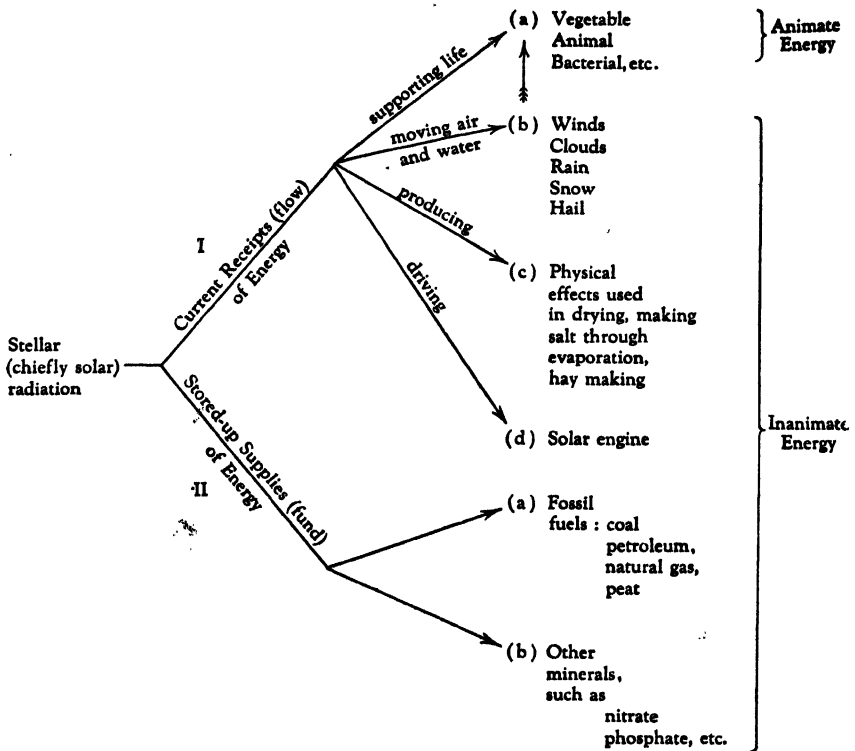 Stellar
(chiefly solar)
radiation
I
Current Receipts (flow)
of Energy
supporting life
moving air
and water
producing
driving
(a) Vegetable
Animal
Bacterial, etc.
Animate
Energy
(b) Winds
Clouds
Rain
Snow
Hail
(c) Physical
effects used
in drying, making
salt through
evaporation,
hay making
(d) Solar engine
II
Stored-up Supplies (fund)
of Energy
(a) Fossil
fuels : coal
petroleum,
natural gas,
peat
(b) Other
minerals,
such as
nitrate
phosphate, etc.
Inanimate
Energy